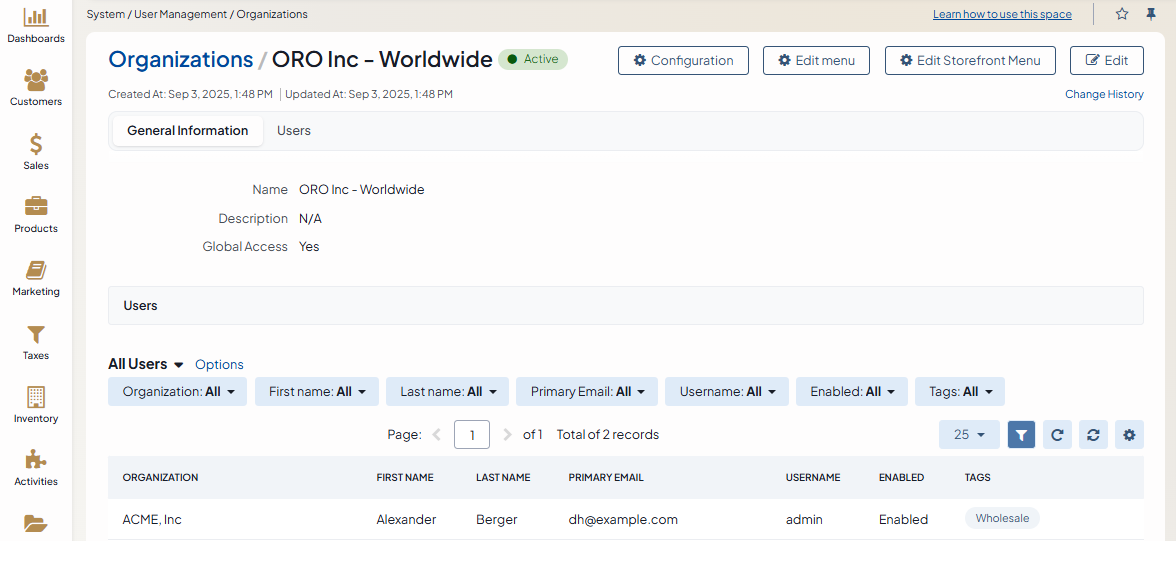 System / User Management / Organizations
Learn how to use this space
Dashboards
Customers
Sales
Products
Marketing
Taxes
Inventory
Activities
Organizations / ORO Inc - Worldwide Active
Configuration Edit menu Edit Storefront Menu Edit
Created At: Sep 3, 2025, 1:48 PM Updated At: Sep 3, 2025, 1:48 PM
Change History
General Information Users
Name ORO Inc - Worldwide
Description N/A
Global Access Yes
Users
All Users Options
Organization: All First name: All Last name: All Primary Email: All Username: All Enabled: All Tags: All
Page: 1 of 1 Total of 2 records 25
ORGANIZATION FIRST NAME LAST NAME PRIMARY EMAIL USERNAME ENABLED TAGS
ACME, Inc Alexander Berger dh@example.com admin Enabled Wholesale